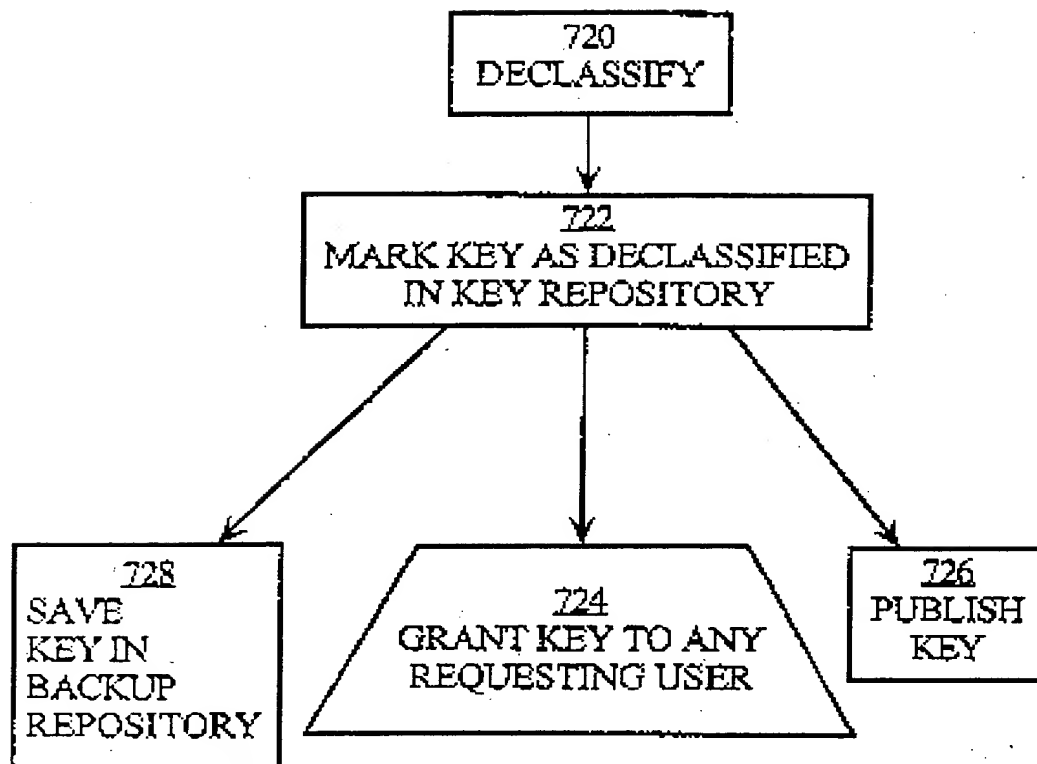 720
DECLASSIFY
722
MARK KEY AS DECLASSIFIED
IN KEY REPOSITORY
728
SAVE
KEY IN
BACKUP
REPOSITORY
724
GRANT KEY TO ANY
REQUESTING USER
726
PUBLISH
KEY